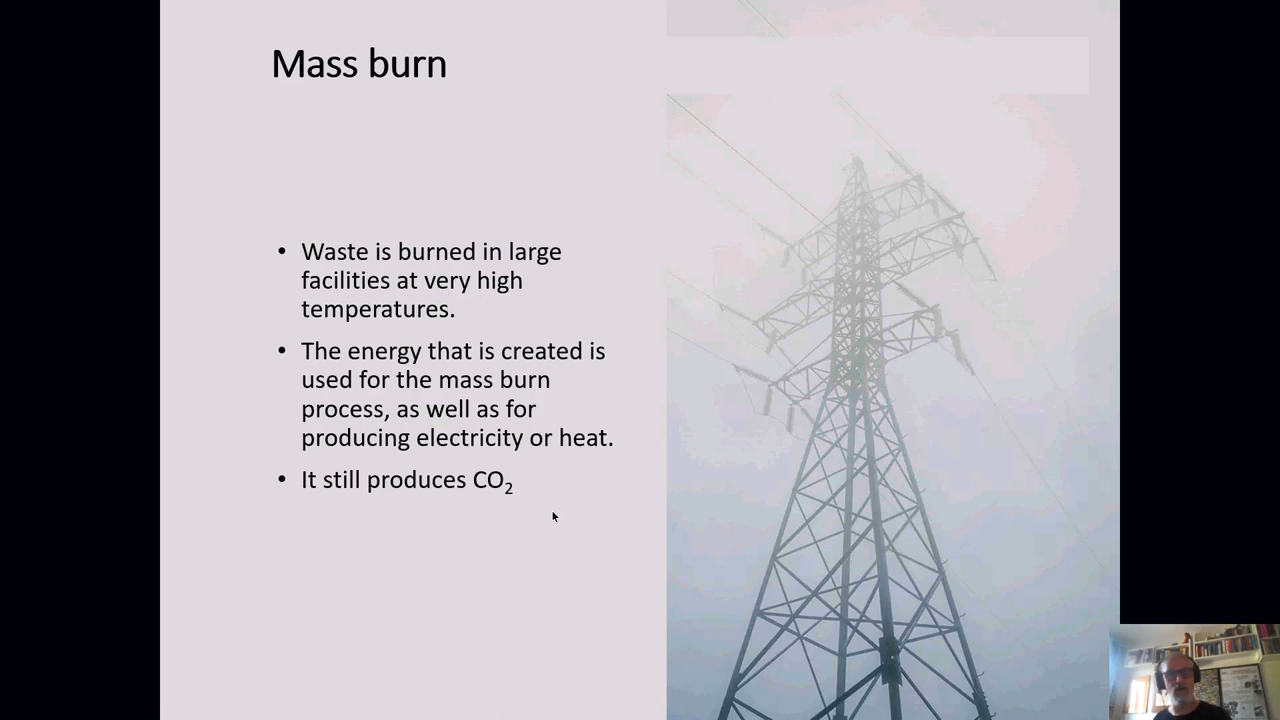 Mass burn
• Waste is burned in large
facilities at very high
temperatures.
• The energy that is created is
used for the mass burn
process, as well as for
producing electricity or heat.
• It still produces CO₂